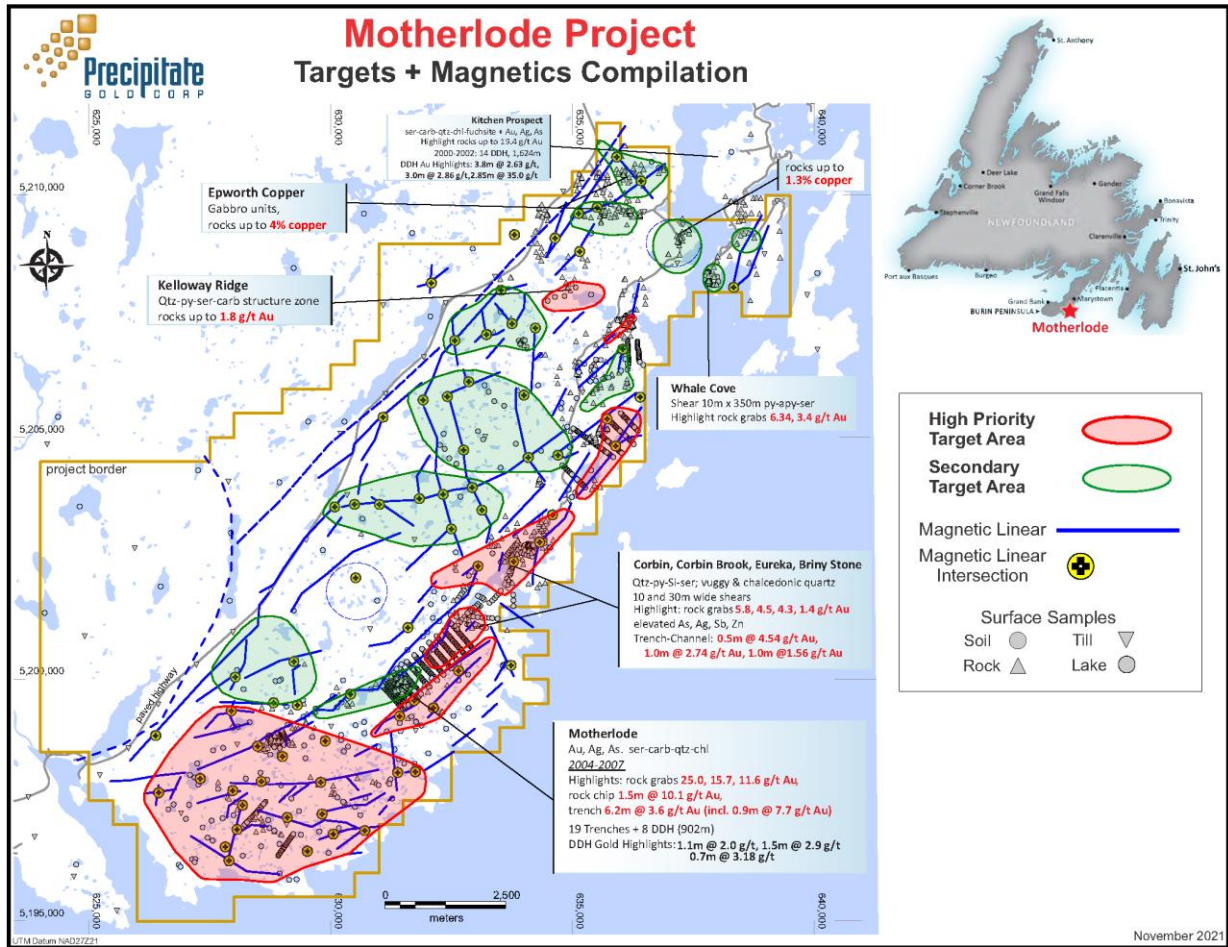 Precipitate
GOLD CORP
Motherlode Project
Targets + Magnetics Compilation
625,000
630,000
635,000
640,000
5,210,000
5,205,000
5,200,000
5,195,000
625,000
630,000
635,000
640,000
N
Kitchen Prospect
ser-carb-qtz-chl-fuchsite + Au, Ag, As
Highlight rocks up to 19.4 g/t Au
2000-2002: 14 DDH, 1,624m
DDH Au Highlights: 3.8m @ 2.63 g/t,
3.0m @ 2.86 g/t,2.85m @ 35.0 g/t
rocks up to
1.3% copper
Epworth Copper
Gabbro units,
rocks up to 4% copper
Kelloway Ridge
Qtz-py-ser-carb structure zone
rocks up to 1.8 g/t Au
Whale Cove
Shear 10m x 350m py-apy-ser
Highlight rock grabs 6.34, 3.4 g/t Au
project border
paved highway
Corbin, Corbin Brook, Eureka, Briny Stone
Qtz-py-Si-ser; vuggy & chalcedonic quartz
10 and 30m wide shears
Highlight: rock grabs 5.8, 4.5, 4.3, 1.4 g/t Au
elevated As, Ag, Sb, Zn
Trench-Channel: 0.5m @ 4.54 g/t Au,
1.0m @ 2.74 g/t Au, 1.0m @1.56 g/t Au
Motherlode
Au, Ag, As. ser-carb-qtz-chl
2004-2007
Highlights: rock grabs 25.0, 15.7, 11.6 g/t Au,
rock chip 1.5m @ 10.1 g/t Au,
trench 6.2m @ 3.6 g/t Au (incl. 0.9m @ 7.7 g/t Au)
19 Trenches + 8 DDH (902m)
DDH Gold Highlights: 1.1m @ 2.0 g/t, 1.5m @ 2.9 g/t
0.7m @ 3.18 g/t
0 2,500
meters
UTM Datum NAD27Z21
St. Anthony
Deer Lake
Corner Brook
Grand Falls
Windsor
Gander
Bonavista
Trinity
Stephenville
NEWFOUNDLAND
Clarenville
St. John's
Port aux Basques
Burgeo
Placentia
Grand Bank
Marystown
BURIN PENINSULA
Motherlode
High Priority
Target Area
Secondary
Target Area
Magnetic Linear
Magnetic Linear
Intersection
Surface Samples
Soil Till
Rock Lake
November 2021